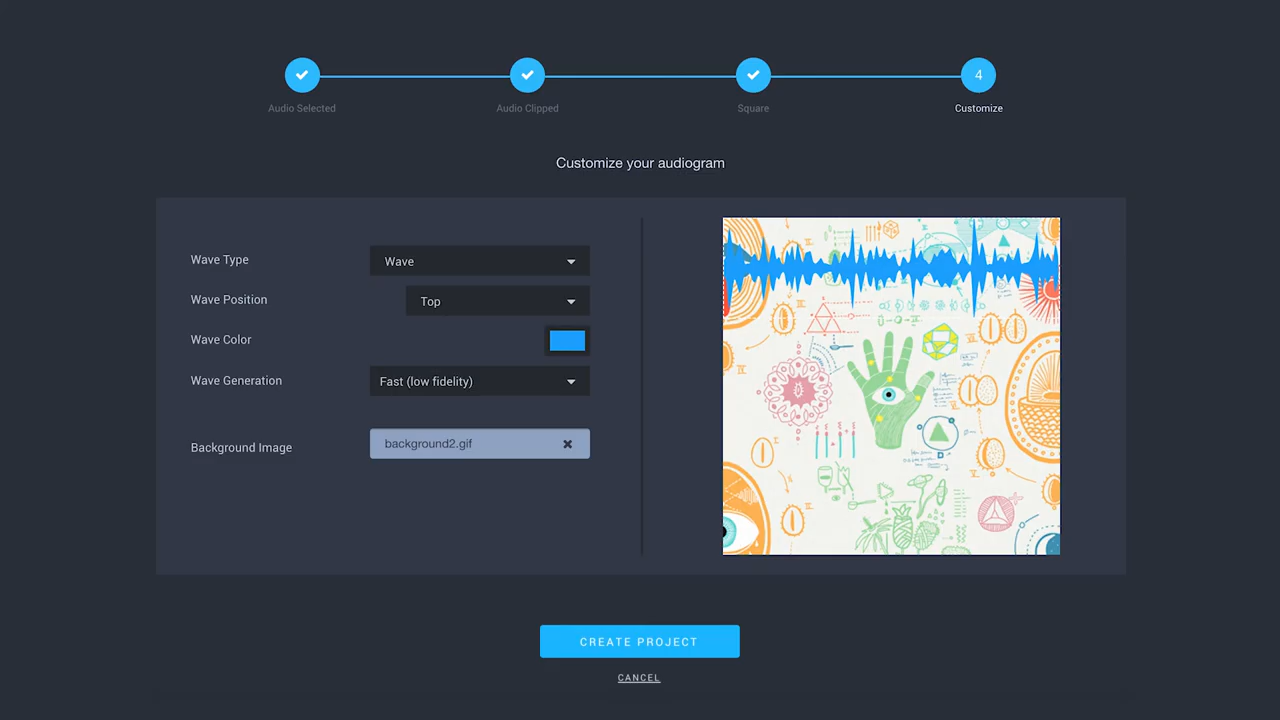 4
Audio Selected
Audio Clipped
Square
Customize
Customize your audiogram
Wave Type
Wave
Wave Position
Top
Wave Color
Wave Generation
Fast (low fidelity)
Background Image
background2.gif
CREATE PROJECT
CANCEL